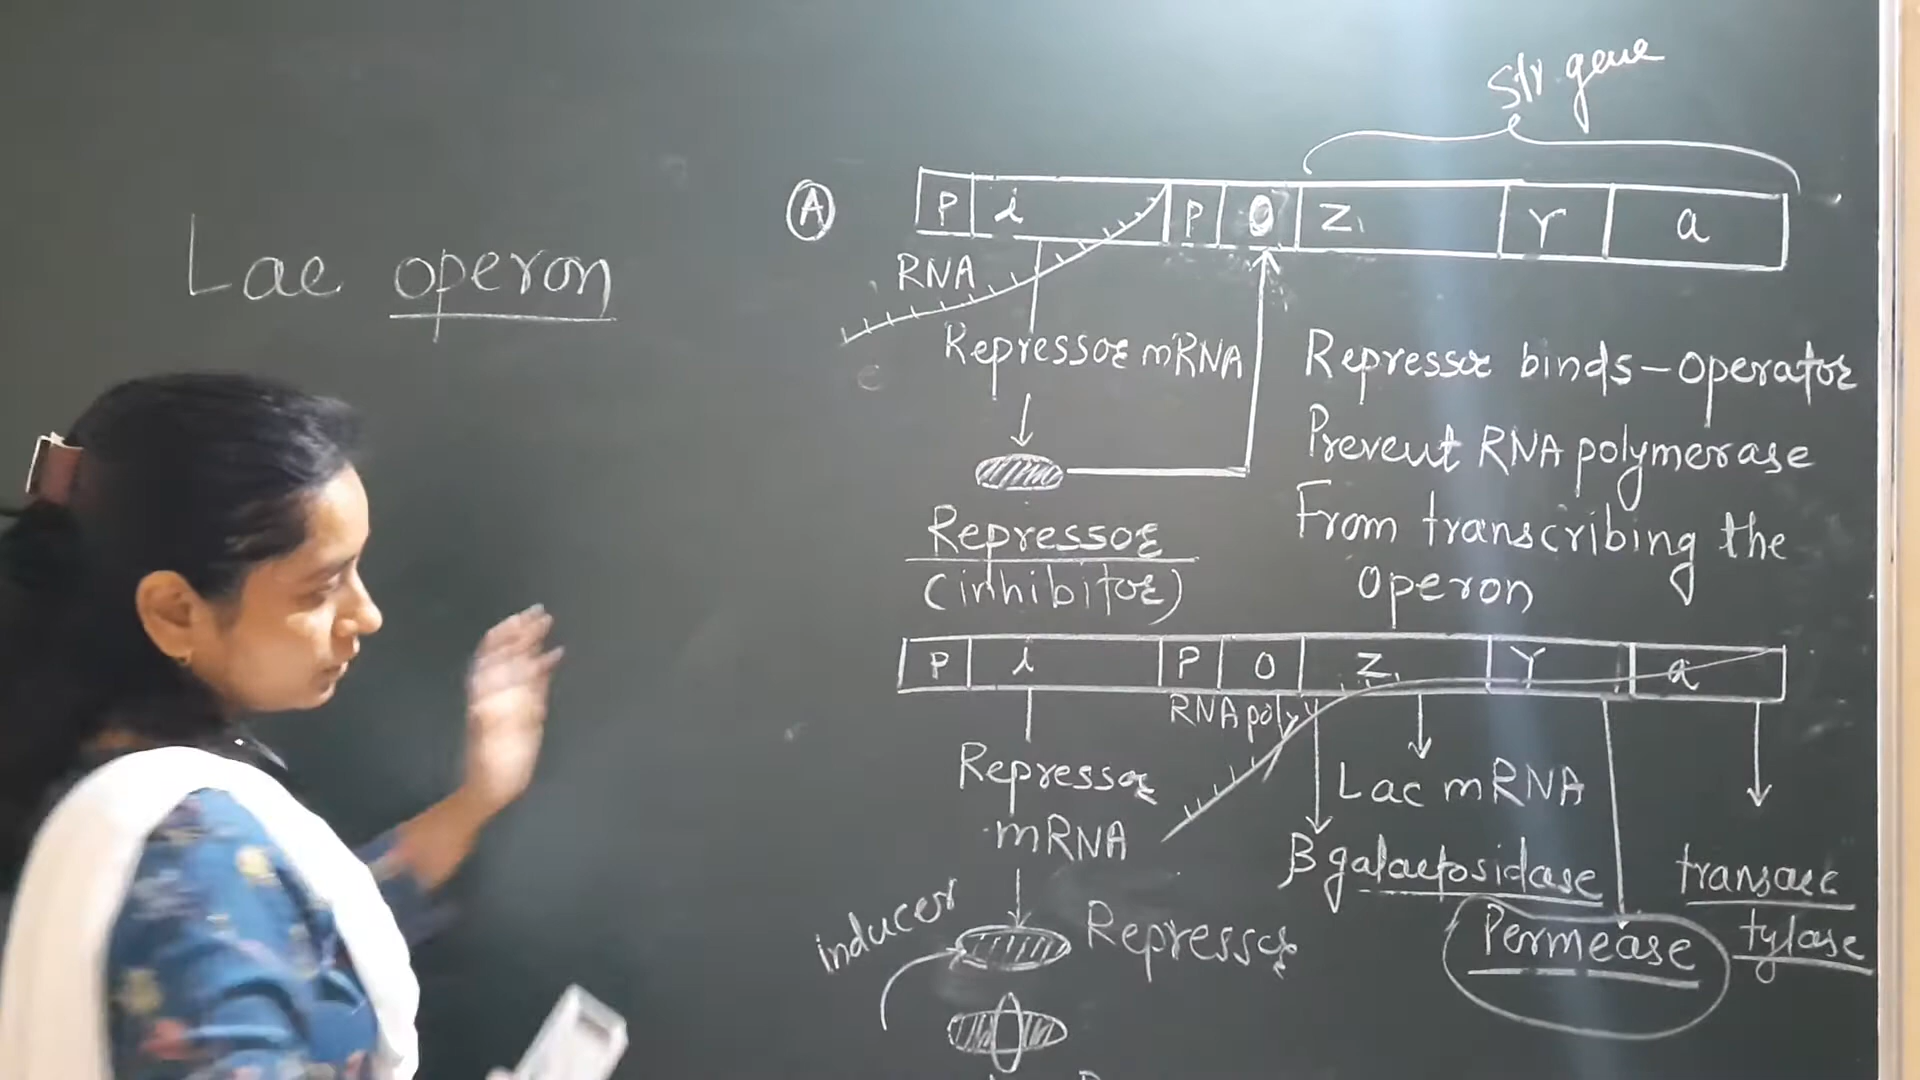 Lac operon
Str gene
A
P i P O Z Y a
RNA
Repressor mRNA
Repressor
(inhibitor)
Repressor binds - operator
Prevent RNA polymerase
From transcribing the
operon
P i P O Z Y a
RNA poly
Repressor
mRNA
inducer
Repressor
Lac mRNA
β galactosidase
Permease
transace
tylase